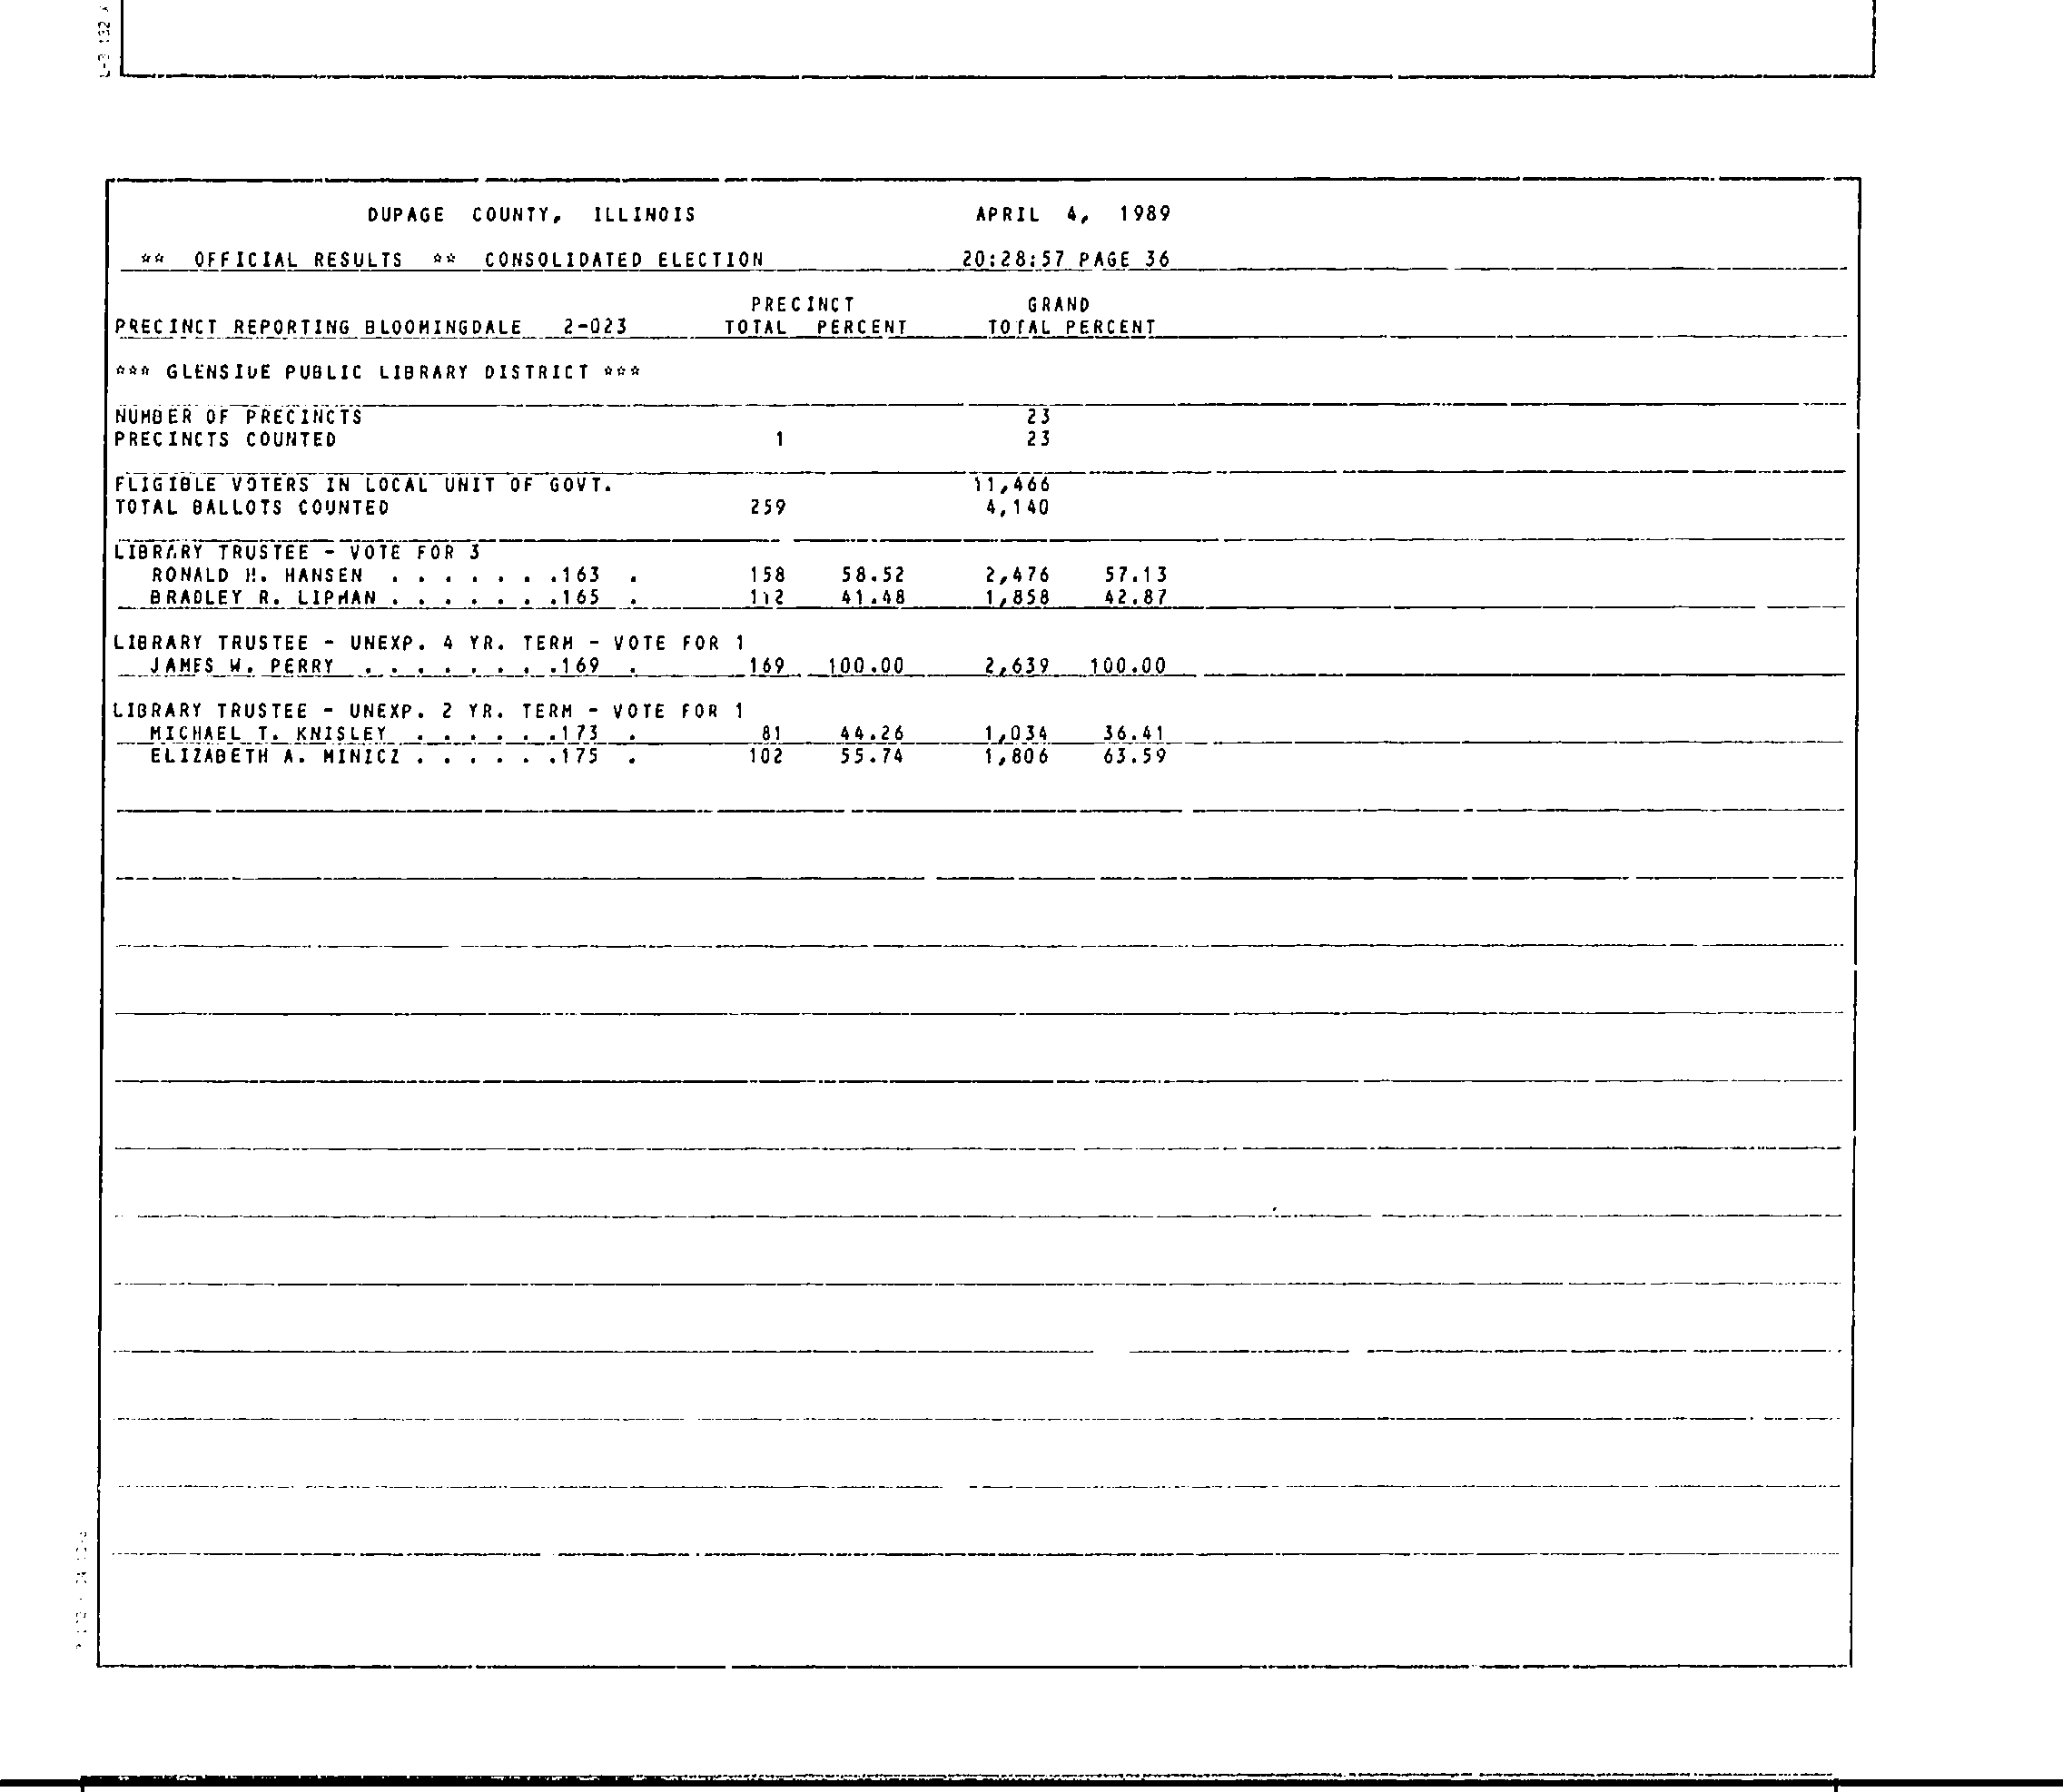 DUPAGE COUNTY, ILLINOIS APRIL 4, 1989
** OFFICIAL RESULTS ** CONSOLIDATED ELECTION 20:28:57 PAGE 36
PRECINCT GRAND
PRECINCT REPORTING BLOOMINGDALE 2-023 TOTAL PERCENT TOTAL PERCENT
*** GLENSIDE PUBLIC LIBRARY DISTRICT ***
NUMBER OF PRECINCTS 23
PRECINCTS COUNTED 1 23
ELIGIBLE VOTERS IN LOCAL UNIT OF GOVT. 11,466
TOTAL BALLOTS COUNTED 259 4,140
LIBRARY TRUSTEE - VOTE FOR 3
RONALD H. HANSEN . . . . . . .163 . 158 58.52 2,476 57.13
BRADLEY R. LIPMAN . . . . . . .165 . 112 41.48 1,858 42.87
LIBRARY TRUSTEE - UNEXP. 4 YR. TERM - VOTE FOR 1
JAMES W. PERRY . . . . . . . .169 . 169 100.00 2,639 100.00
LIBRARY TRUSTEE - UNEXP. 2 YR. TERM - VOTE FOR 1
MICHAEL T. KNISLEY . . . . . .173 . 81 44.26 1,034 36.41
ELIZABETH A. MINICZ . . . . . .175 . 102 55.74 1,806 63.59